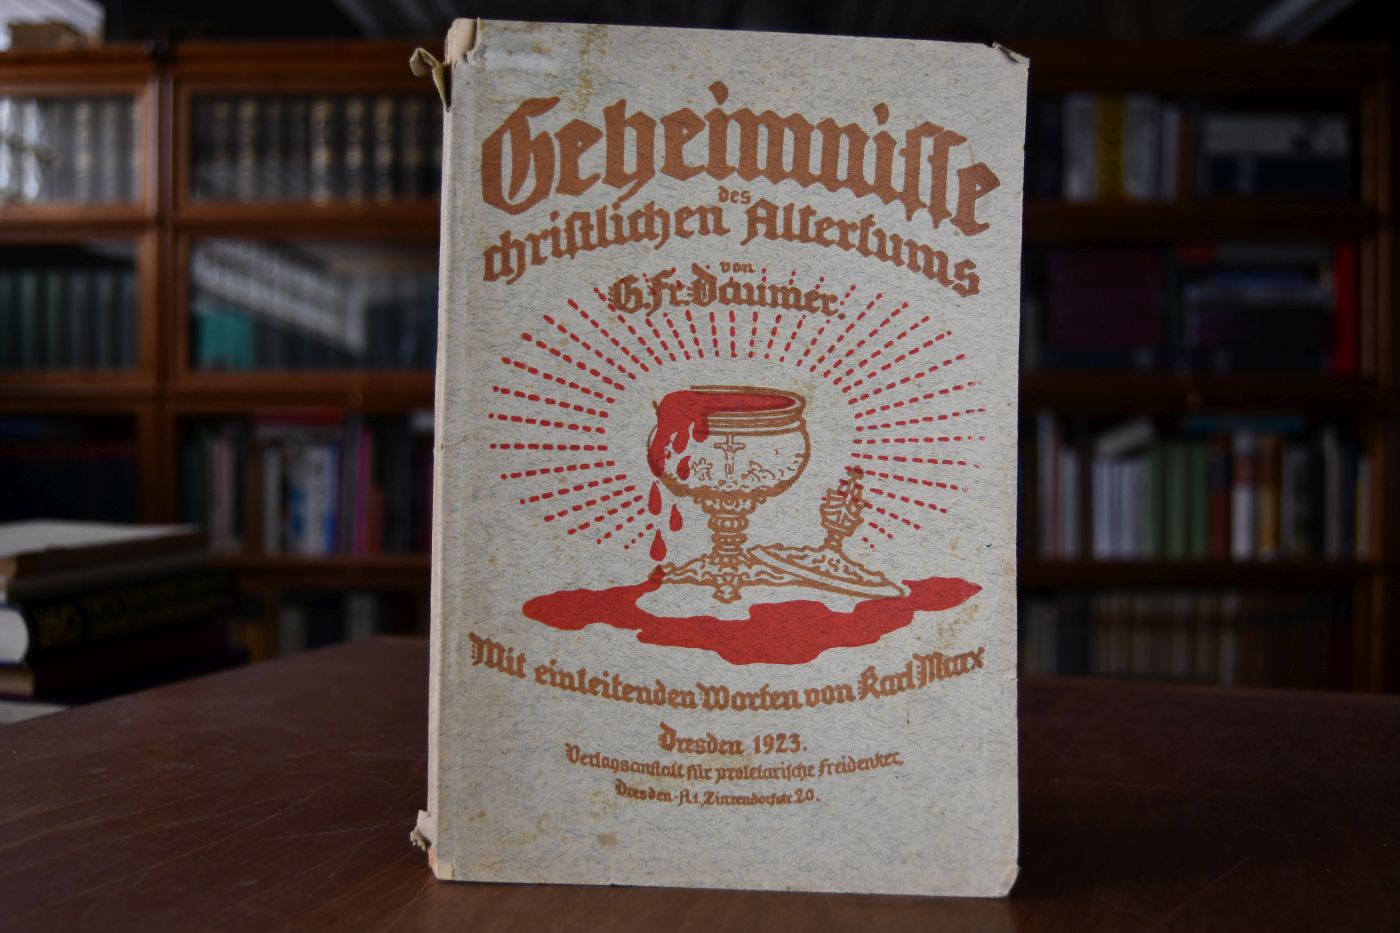 Geheimnisse
des
christlichen Altertums
von
G. Fr. Daumer.
Mit einleitenden Worten von Karl Marx
Dresden 1923.
Verlagsanstalt für proletarische Freidenker,
Dresden-A.1, Zinzendorfstr. 20.